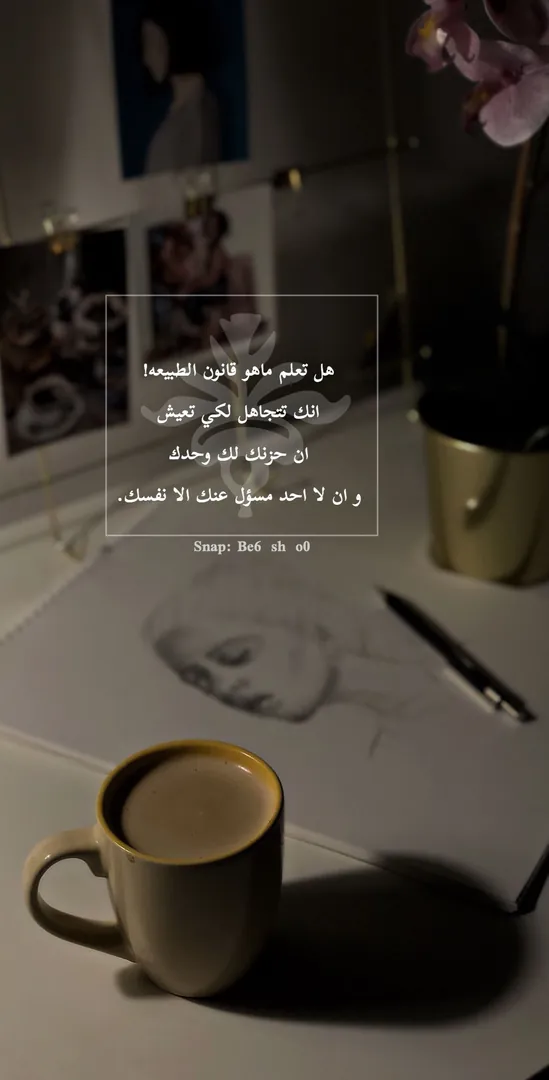 هل تعلم ماهو قانون الطبيعه!
انك تتجاهل لكي تعيش
ان حزنك لك وحدك
و ان لا احد مسؤل عنك الا نفسك.
Snap: Be6 sh o0